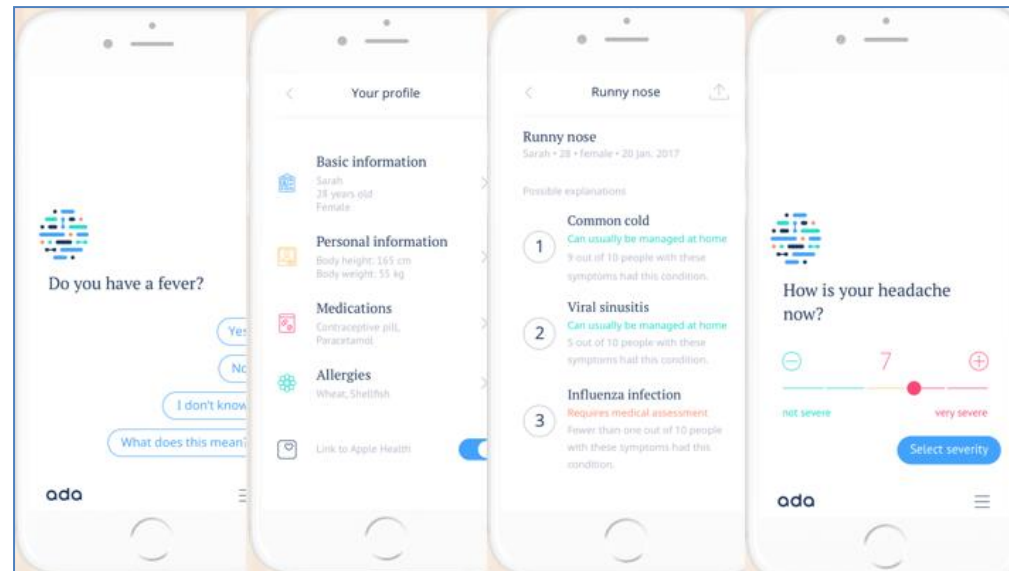 Do you have a fever?
Yes
No
I don't know
What does this mean?
ada
Your profile
Basic information
Sarah
28 years old
Female
Personal information
Body height: 165 cm
Body weight: 55 kg
Medications
Contraceptive pill,
Paracetamol
Allergies
Wheat, Shellfish
Link to Apple Health
Runny nose
Runny nose
Sarah • 28 • female • 20 Jan. 2017
Possible explanations
1
Common cold
Can usually be managed at home
9 out of 10 people with these
symptoms had this condition.
2
Viral sinusitis
Can usually be managed at home
5 out of 10 people with these
symptoms had this condition.
3
Influenza infection
Requires medical assessment
Fewer than one out of 10 people
with these symptoms had this
condition.
How is your headache
now?
7
not severe
very severe
Select severity
ada